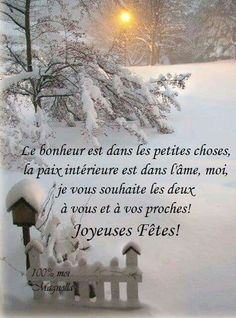 Le bonheur est dans les petites choses,
la paix intérieure est dans l'âme, moi,
je vous souhaite les deux
à vous et à vos proches!
Joyeuses Fêtes!
100% moi
Magnolia